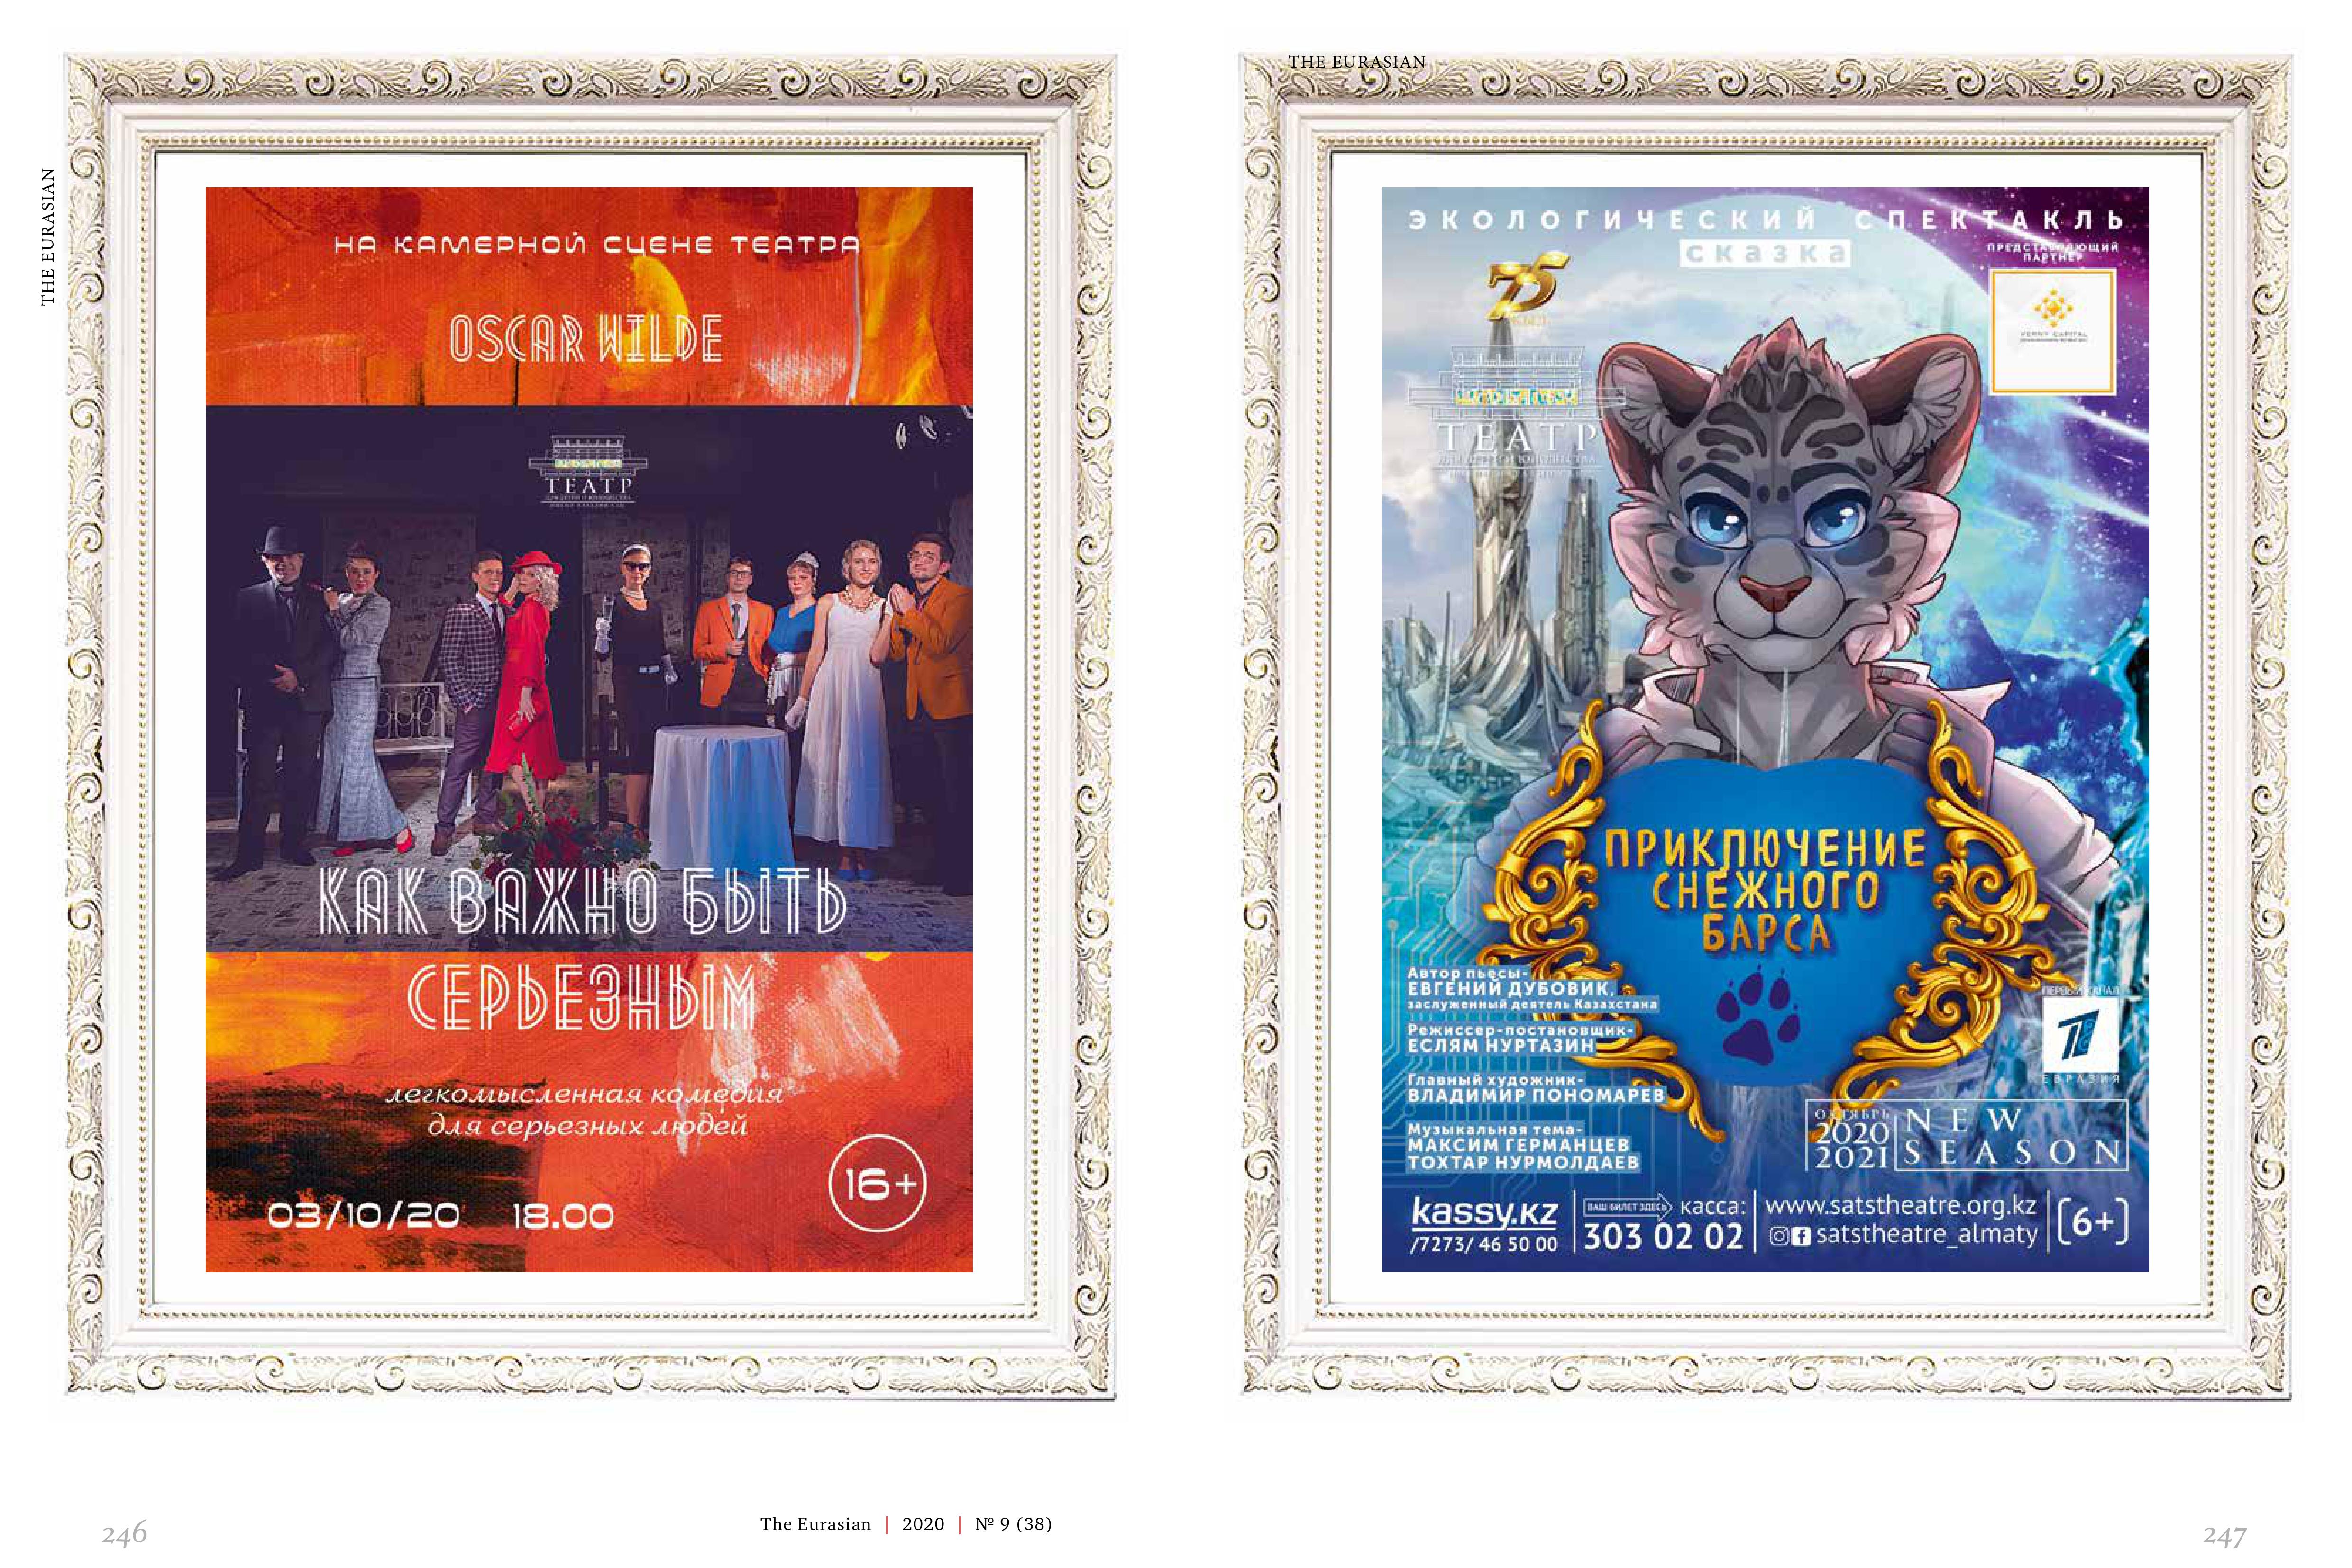 THE EURASIAN
НА КАМЕРНОЙ СЦЕНЕ ТЕАТРА
OSCAR WILDE
ТЕАТР
КАК ВАЖНО БЫТЬ
СЕРЬЕЗНЫМ
легкомысленная комедия
для серьезных людей
16+
03/10/20 18.00
THE EURASIAN
ЭКОЛОГИЧЕСКИЙ СПЕКТАКЛЬ
сказка
ПРЕДСТАВЛЯЮЩИЙ
ПАРТНЕР
75
VERNY CAPITAL
ТЕАТР
ПРИКЛЮЧЕНИЕ
СНЕЖНОГО
БАРСА
Автор пьесы-
ЕВГЕНИЙ ДУБОВИК,
заслуженный деятель Казахстана
Режиссер-постановщик-
ЕСЛЯМ НУРТАЗИН
Главный художник-
ВЛАДИМИР ПОНОМАРЕВ
Музыкальная тема-
МАКСИМ ГЕРМАНЦЕВ
ТОХТАР НУРМОЛДАЕВ
ПЕРВЫЙ КАНАЛ
ЕВРАЗИЯ
ОКТЯБРЬ
2020
2021
NEW
SEASON
kassy.kz
/7273/ 46 50 00
ВАШ БИЛЕТ ЗДЕСЬ
касса:
303 02 02
www.satstheatre.org.kz
satstheatre_almaty
[6+]
246
The Eurasian | 2020 | № 9 (38)
247